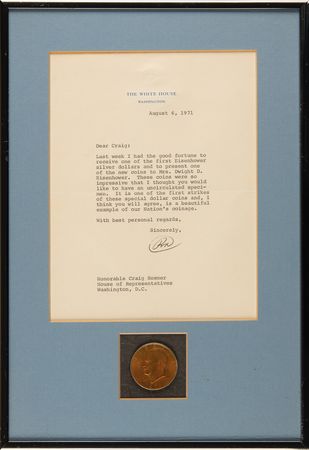 THE WHITE HOUSE
WASHINGTON
August 6, 1971
Dear Craig:
Last week I had the good fortune to
receive one of the first Eisenhower
silver dollars and to present one
of the new coins to Mrs. Dwight D.
Eisenhower. These coins were so
impressive that I thought you would
like to have an uncirculated speci-
men. It is one of the first strikes
of these special dollar coins and, I
think you will agree, is a beautiful
example of our Nation's coinage.
With best personal regards,
Sincerely,
Honorable Craig Hosmer
House of Representatives
Washington, D.C.